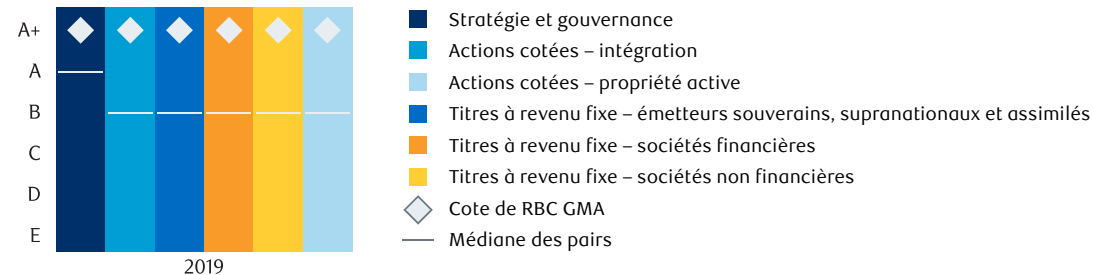 A+
A
B
C
D
E
2019
Stratégie et gouvernance
Actions cotées – intégration
Actions cotées – propriété active
Titres à revenu fixe – émetteurs souverains, supranationaux et assimilés
Titres à revenu fixe – sociétés financières
Titres à revenu fixe – sociétés non financières
Cote de RBC GMA
Médiane des pairs